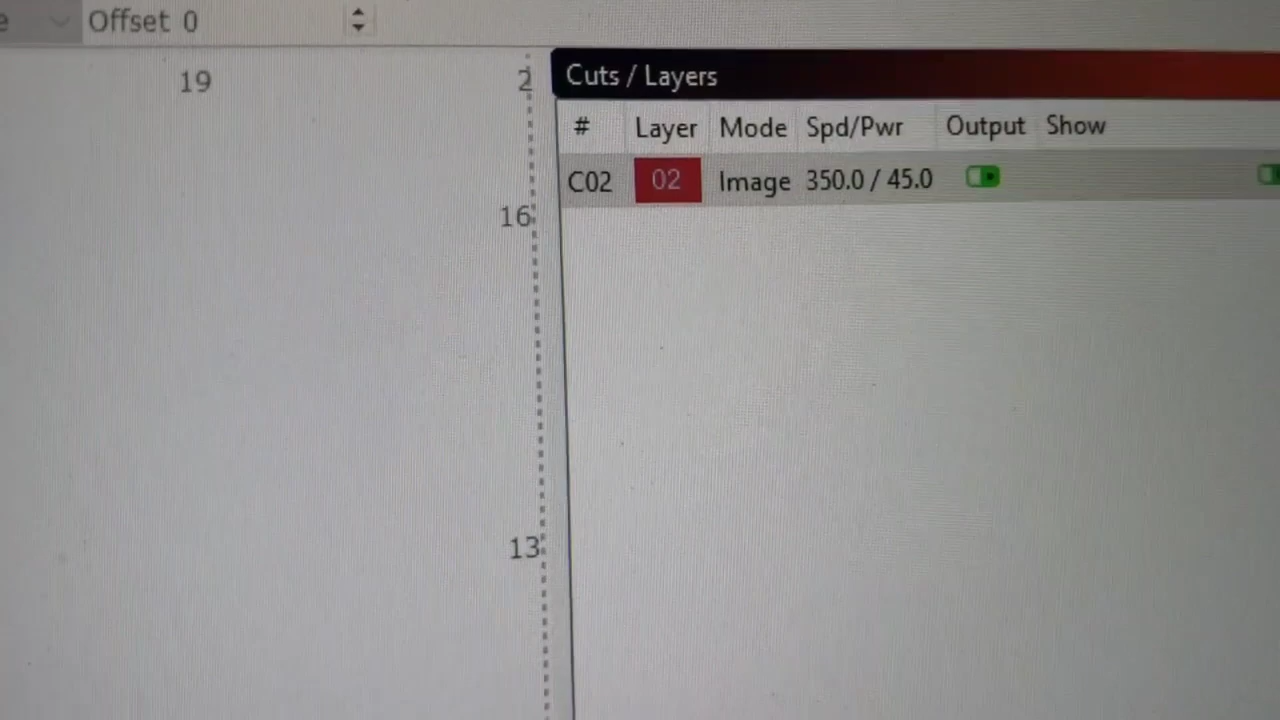 Offset 0
19
2
Cuts / Layers
# Layer Mode Spd/Pwr Output Show
C02 02 Image 350.0 / 45.0
16
13